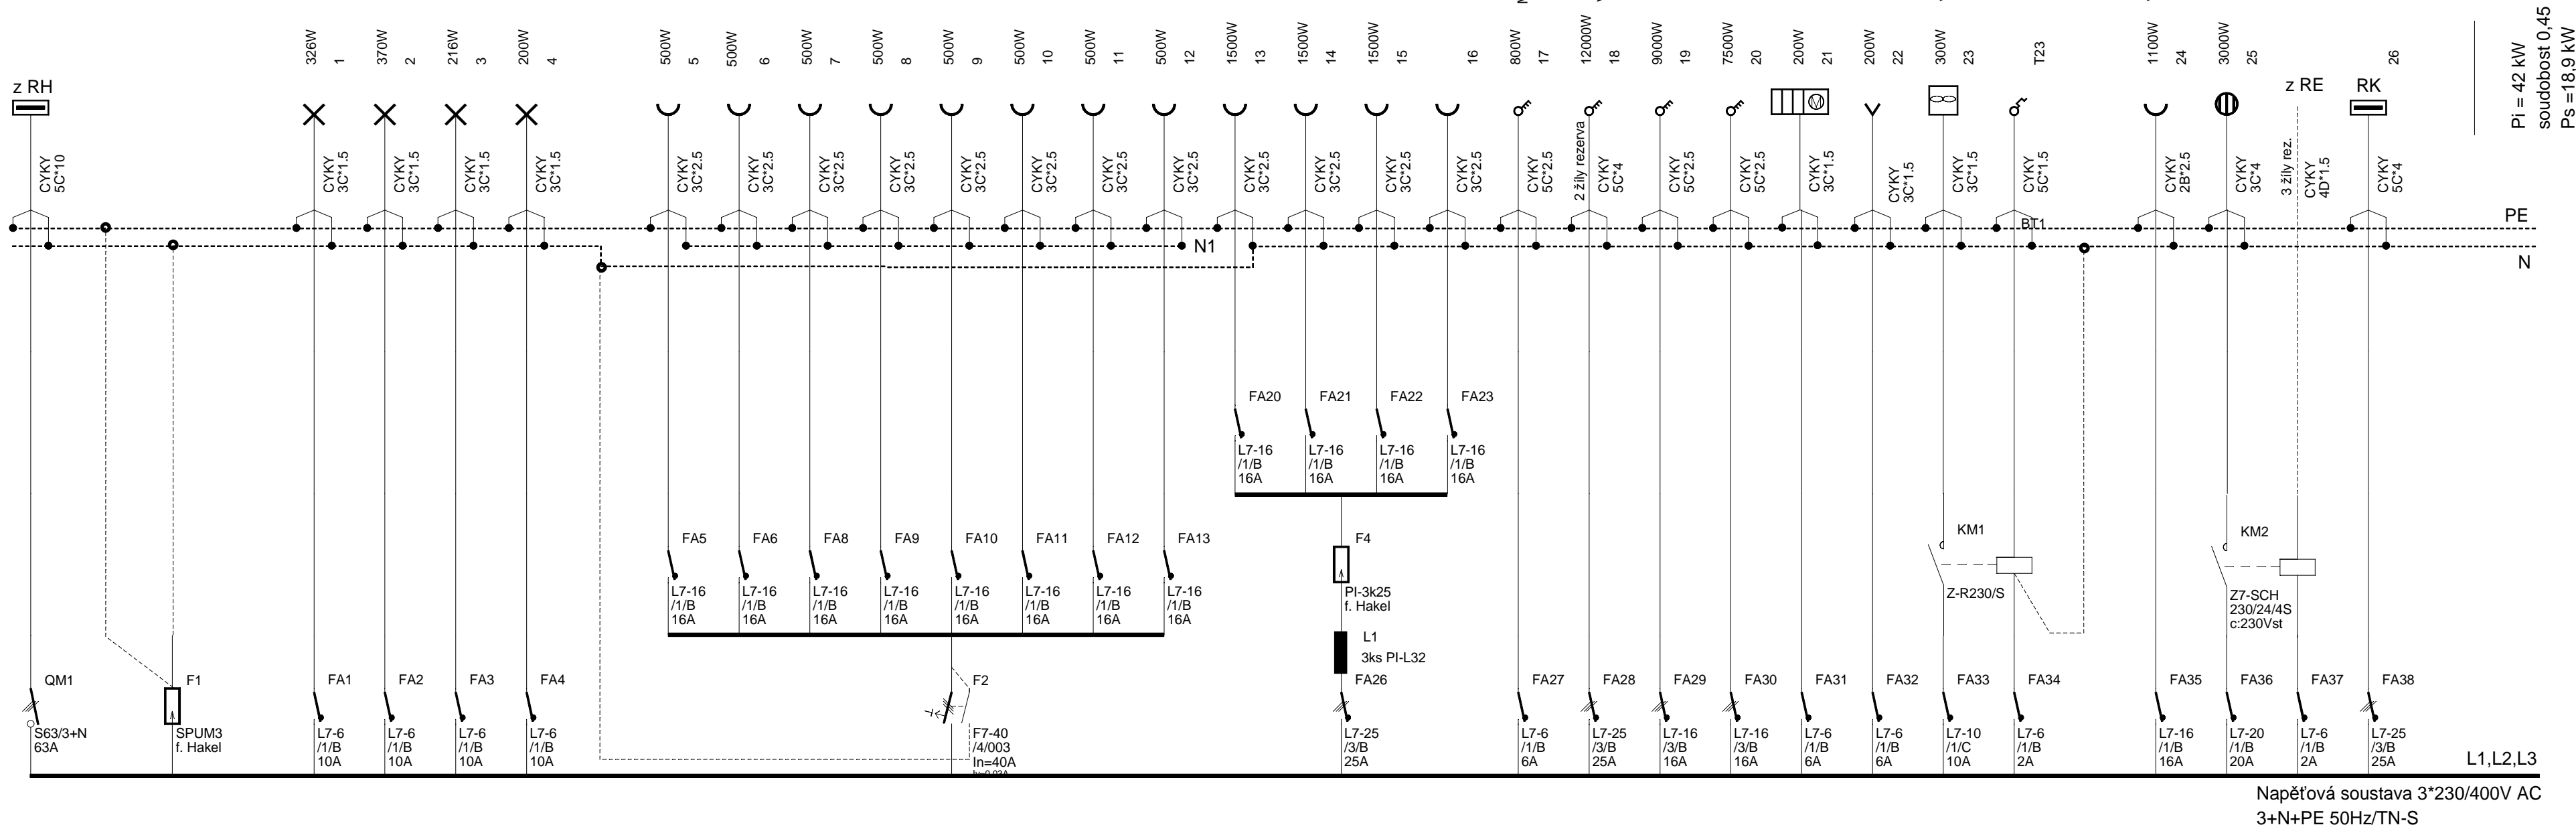 z RH
326W
1
370W
2
216W
3
200W
4
500W
5
500W
6
500W
7
500W
8
500W
9
500W
10
500W
11
500W
12
1500W
13
1500W
14
1500W
15
16
800W
17
12000W
18
9000W
19
7500W
20
200W
21
200W
22
300W
23
T23
1100W
24
3000W
25
z RE
RK
26
Pi = 42 kW
soudobost 0,45
Ps =18.9 kW
CYKY
5C*10
CYKY
3C*1.5
CYKY
3C*1.5
CYKY
3C*1.5
CYKY
3C*1.5
CYKY
3C*2.5
CYKY
3C*2.5
CYKY
3C*2.5
CYKY
3C*2.5
CYKY
3C*2.5
CYKY
3C*2.5
CYKY
3C*2.5
CYKY
3C*2.5
CYKY
3C*2.5
CYKY
3C*2.5
CYKY
3C*2.5
CYKY
3C*2.5
CYKY
5C*2.5
2 žíly rezerva
CYKY
5C*4
CYKY
5C*2.5
CYKY
5C*2.5
CYKY
3C*1.5
CYKY
3C*1.5
CYKY
3C*1.5
CYKY
5C*1.5
CYKY
2B*2.5
CYKY
3C*4
3 žíly rez.
CYKY
4D*1.5
CYKY
5C*4
PE
BT1
N1
N
FA20
L7-16
/1/B
16A
FA21
L7-16
/1/B
16A
FA22
L7-16
/1/B
16A
FA23
L7-16
/1/B
16A
FA5
L7-16
/1/B
16A
FA6
L7-16
/1/B
16A
FA8
L7-16
/1/B
16A
FA9
L7-16
/1/B
16A
FA10
L7-16
/1/B
16A
FA11
L7-16
/1/B
16A
FA12
L7-16
/1/B
16A
FA13
L7-16
/1/B
16A
F4
PI-3k25
f. Hakel
L1
3ks PI-L32
KM1
Z-R230/S
KM2
Z7-SCH
230/24/4S
c:230Vst
QM1
S63/3+N
63A
F1
SPUM3
f. Hakel
FA1
L7-6
/1/B
10A
FA2
L7-6
/1/B
10A
FA3
L7-6
/1/B
10A
FA4
L7-6
/1/B
10A
F2
F7-40
/4/003
In=40A
FA26
L7-25
/3/B
25A
FA27
L7-6
/1/B
6A
FA28
L7-25
/3/B
25A
FA29
L7-16
/3/B
16A
FA30
L7-16
/3/B
16A
FA31
L7-6
/1/B
6A
FA32
L7-6
/1/B
6A
FA33
L7-10
/1/C
10A
FA34
L7-6
/1/B
2A
FA35
L7-16
/1/B
16A
FA36
L7-20
/1/B
20A
FA37
L7-6
/1/B
2A
FA38
L7-25
/3/B
25A
L1,L2,L3
Napěťová soustava 3*230/400V AC
3+N+PE 50Hz/TN-S